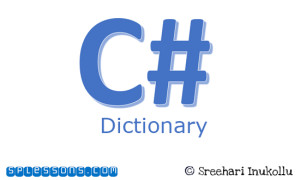 C#
Dictionary
SPLessons.com
© Sreehari Inukollu